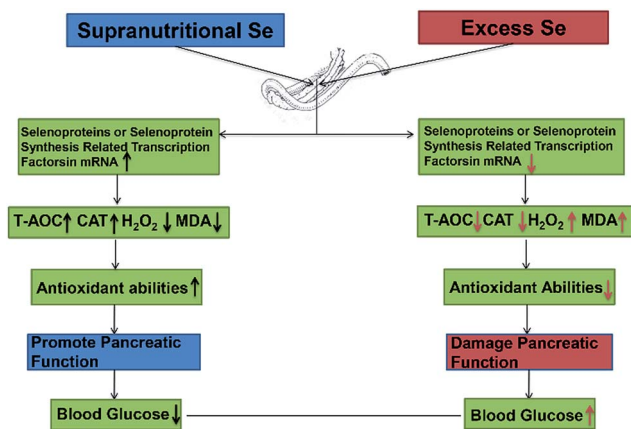 Supranutritional Se
Excess Se
Selenoproteins or Selenoprotein
Synthesis Related Transcription
Factorsin mRNA ↑
Selenoproteins or Selenoprotein
Synthesis Related Transcription
Factorsin mRNA ↓
T-AOC↑ CAT↑ H₂O₂ ↓ MDA↓
T-AOC↓ CAT ↓ H₂O₂ ↑ MDA↑
Antioxidant abilities ↑
Antioxidant Abilities ↓
Promote Pancreatic
Function
Damage Pancreatic
Function
Blood Glucose ↓
Blood Glucose ↑